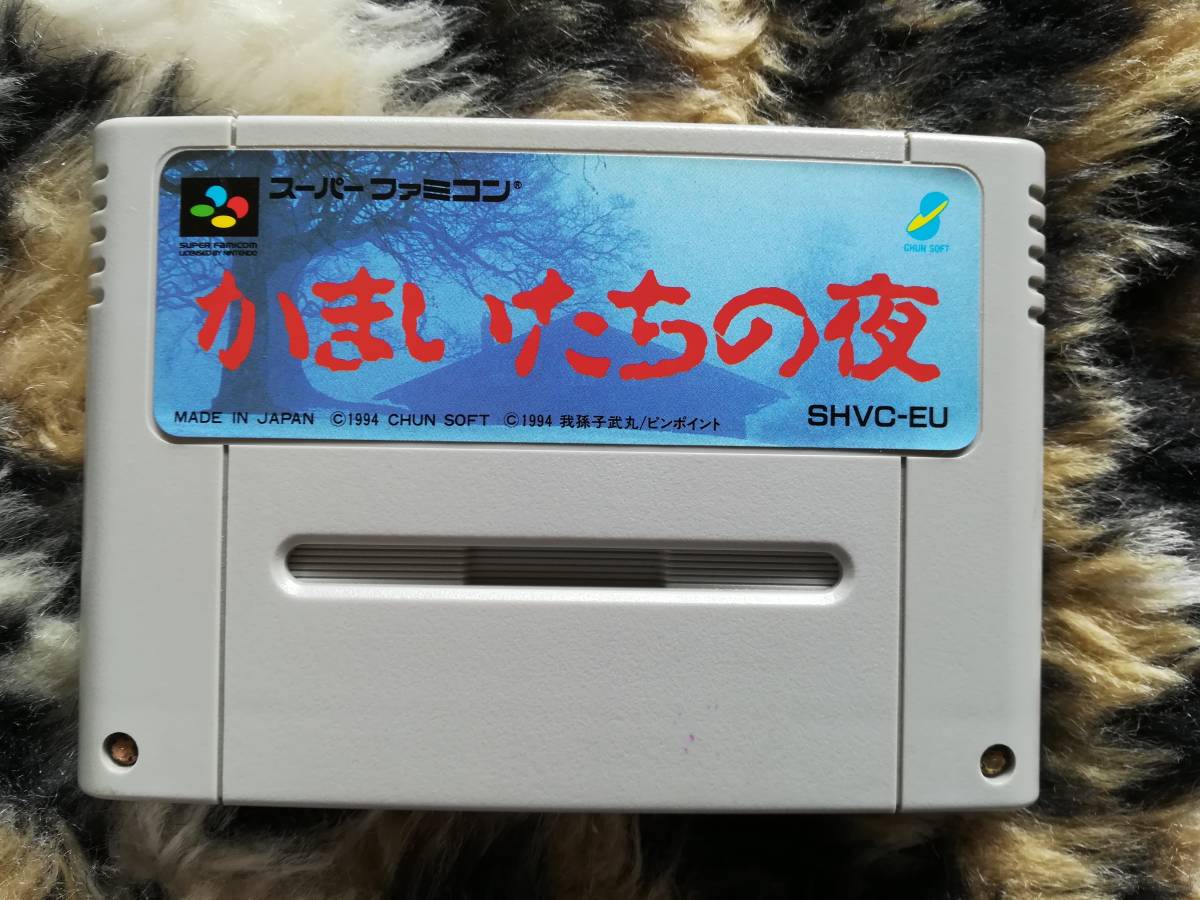 スーパーファミコン®
SUPER FAMICOM
LICENSED BY NINTENDO
CHUN SOFT
かまいたちの夜
MADE IN JAPAN ©1994 CHUN SOFT ©1994 我孫子武丸/ピンポイント
SHVC-EU